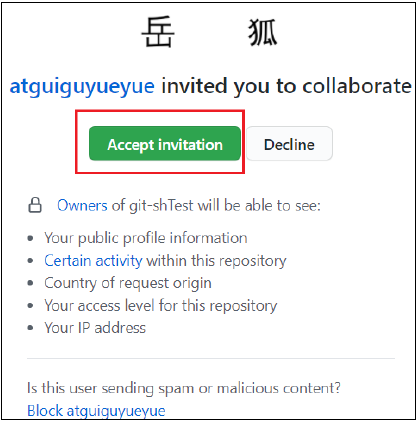 岳 狐
atguiguyueyue invited you to collaborate
Accept invitation Decline
Owners of git-shTest will be able to see:
• Your public profile information
• Certain activity within this repository
• Country of request origin
• Your access level for this repository
• Your IP address
Is this user sending spam or malicious content?
Block atguiguyueyue